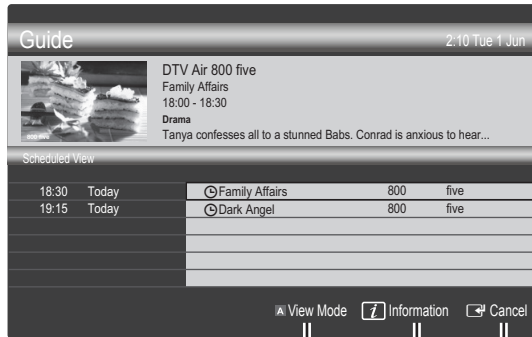 Guide 2:10 Tue 1 Jun
DTV Air 800 five
Family Affairs
18:00 - 18:30
Drama
Tanya confesses all to a stunned Babs. Conrad is anxious to hear...
800 five
Scheduled View
18:30 Today Family Affairs 800 five
19:15 Today Dark Angel 800 five
A View Mode i Information Cancel